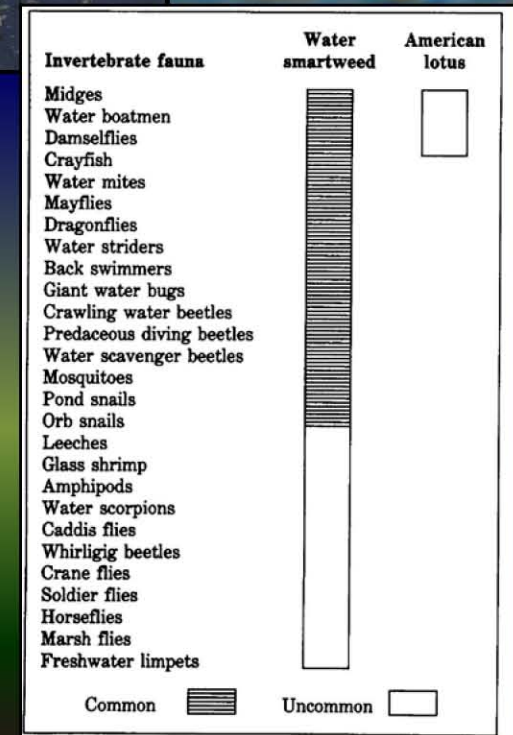 Water American
Invertebrate fauna smartweed lotus
Midges
Water boatmen
Damselflies
Crayfish
Water mites
Mayflies
Dragonflies
Water striders
Back swimmers
Giant water bugs
Crawling water beetles
Predaceous diving beetles
Water scavenger beetles
Mosquitoes
Pond snails
Orb snails
Leeches
Glass shrimp
Amphipods
Water scorpions
Caddis flies
Whirligig beetles
Crane flies
Soldier flies
Horseflies
Marsh flies
Freshwater limpets
Common Uncommon